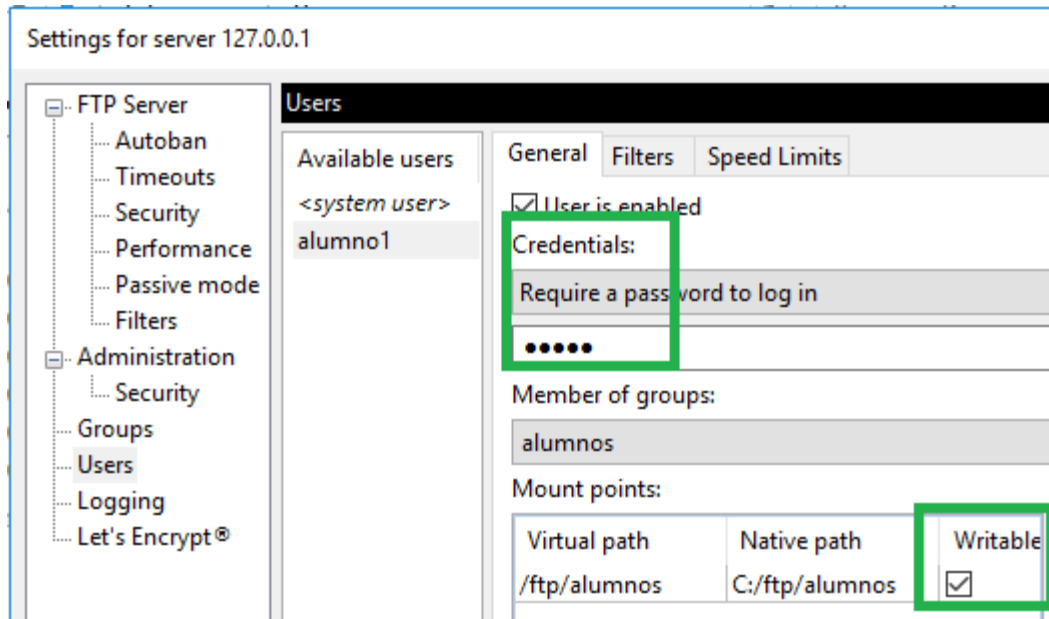 Settings for server 127.0.0.1
FTP Server
Autoban
Timeouts
Security
Performance
Passive mode
Filters
Administration
Security
Groups
Users
Logging
Let's Encrypt®
Users
Available users
<system user>
alumno1
General Filters Speed Limits
User is enabled
Credentials:
Require a password to log in
•••••
Member of groups:
alumnos
Mount points:
Virtual path Native path Writable
/ftp/alumnos C:/ftp/alumnos